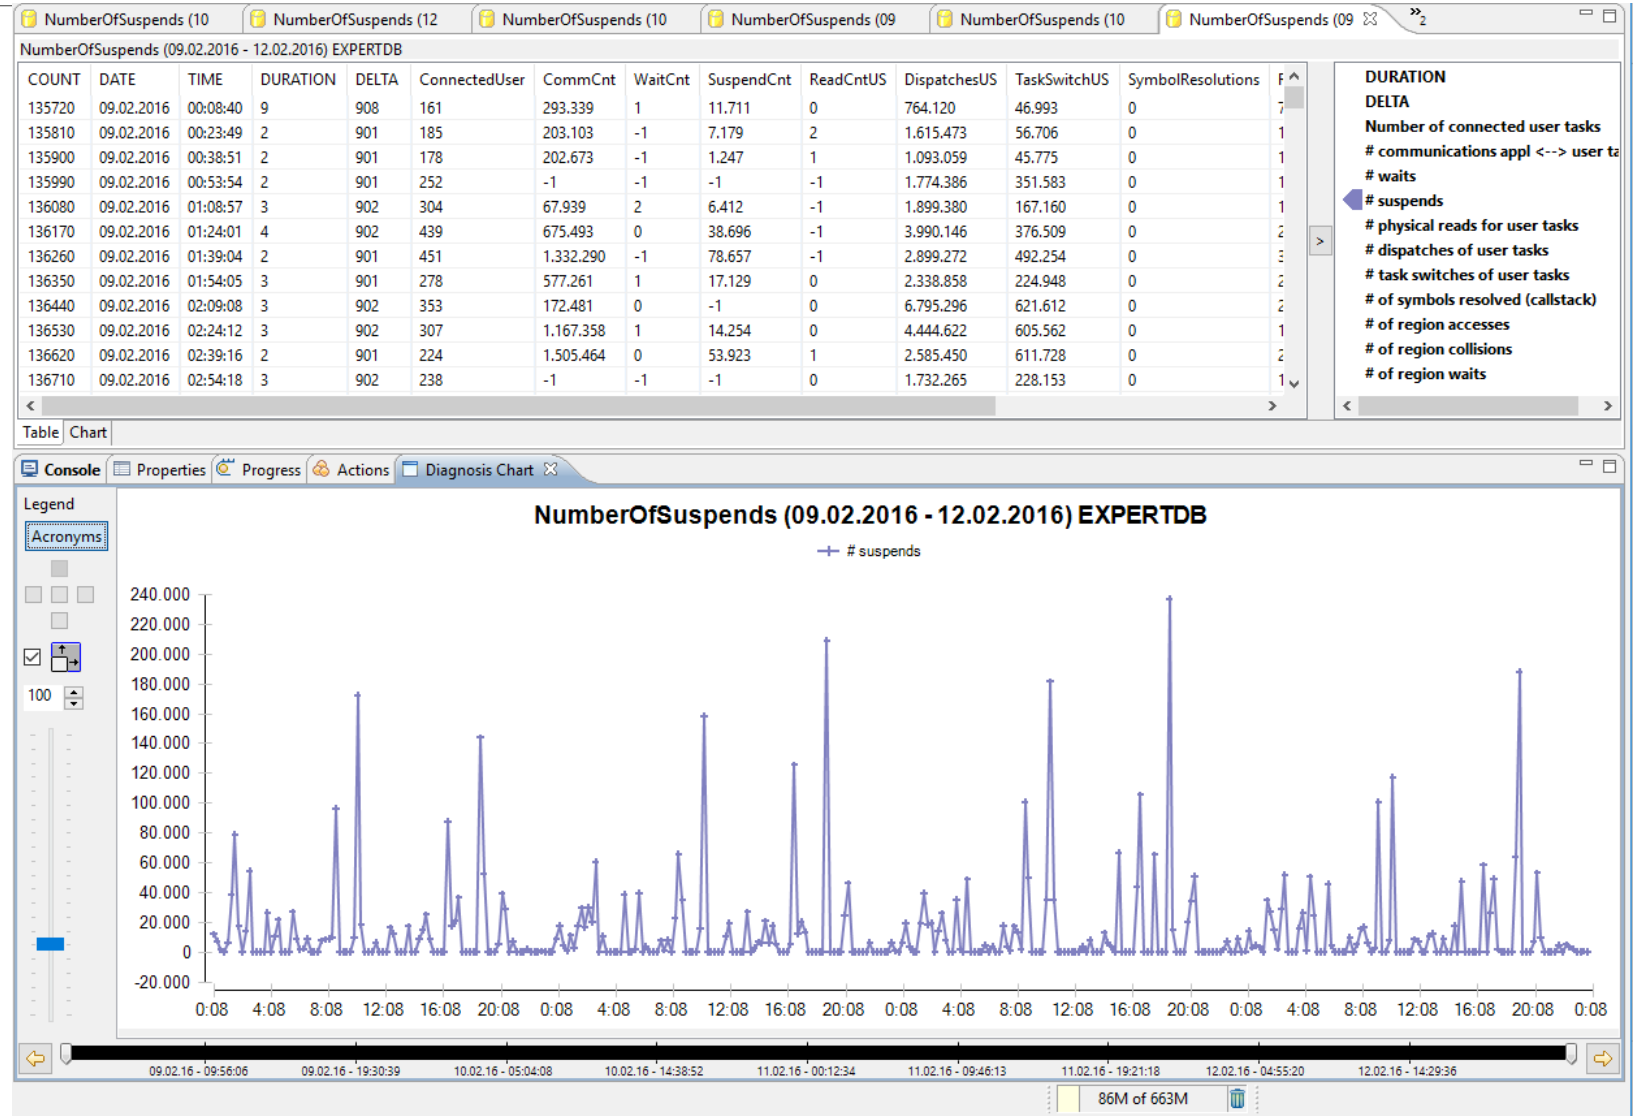 NumberOfSuspends (10 NumberOfSuspends (12 NumberOfSuspends (10 NumberOfSuspends (09 NumberOfSuspends (10 NumberOfSuspends (09 »2
NumberOfSuspends (09.02.2016 - 12.02.2016) EXPERTDB
COUNT DATE TIME DURATION DELTA ConnectedUser CommCnt WaitCnt SuspendCnt ReadCntUS DispatchesUS TaskSwitchUS SymbolResolutions
135720 09.02.2016 00:08:40 9 908 161 293.339 1 11.711 0 764.120 46.993 0 7
135810 09.02.2016 00:23:49 2 901 185 203.103 -1 7.179 2 1.615.473 56.706 0 1
135900 09.02.2016 00:38:51 2 901 178 202.673 -1 1.247 1 1.093.059 45.775 0 1
135990 09.02.2016 00:53:54 2 901 252 -1 -1 -1 -1 1.774.386 351.583 0 1
136080 09.02.2016 01:08:57 3 902 304 67.939 2 6.412 -1 1.899.380 167.160 0 1
136170 09.02.2016 01:24:01 4 902 439 675.493 0 38.696 -1 3.990.146 376.509 0 2
136260 09.02.2016 01:39:04 2 901 451 1.332.290 -1 78.657 -1 2.899.272 492.254 0 3
136350 09.02.2016 01:54:05 3 901 278 577.261 1 17.129 0 2.338.858 224.948 0 2
136440 09.02.2016 02:09:08 3 902 353 172.481 0 -1 0 6.795.296 621.612 0 2
136530 09.02.2016 02:24:12 3 902 307 1.167.358 1 14.254 0 4.444.622 605.562 0 1
136620 09.02.2016 02:39:16 2 901 224 1.505.464 0 53.923 1 2.585.450 611.728 0 2
136710 09.02.2016 02:54:18 3 902 238 -1 -1 -1 0 1.732.265 228.153 0 1
>
DURATION
DELTA
Number of connected user tasks
# communications appl <--> user ta
# waits
# suspends
# physical reads for user tasks
# dispatches of user tasks
# task switches of user tasks
# of symbols resolved (callstack)
# of region accesses
# of region collisions
# of region waits
Table Chart
Console Properties Progress Actions Diagnosis Chart
Legend
Acronyms
100
NumberOfSuspends (09.02.2016 - 12.02.2016) EXPERTDB
# suspends
240.000
220.000
200.000
180.000
160.000
140.000
120.000
100.000
80.000
60.000
40.000
20.000
0
-20.000
0:08 4:08 8:08 12:08 16:08 20:08 0:08 4:08 8:08 12:08 16:08 20:08 0:08 4:08 8:08 12:08 16:08 20:08 0:08 4:08 8:08 12:08 16:08 20:08 0:08
09.02.16 - 09:56:06 09.02.16 - 19:30:39 10.02.16 - 05:04:08 10.02.16 - 14:38:52 11.02.16 - 00:12:34 11.02.16 - 09:46:13 11.02.16 - 19:21:18 12.02.16 - 04:55:20 12.02.16 - 14:29:36
86M of 663M